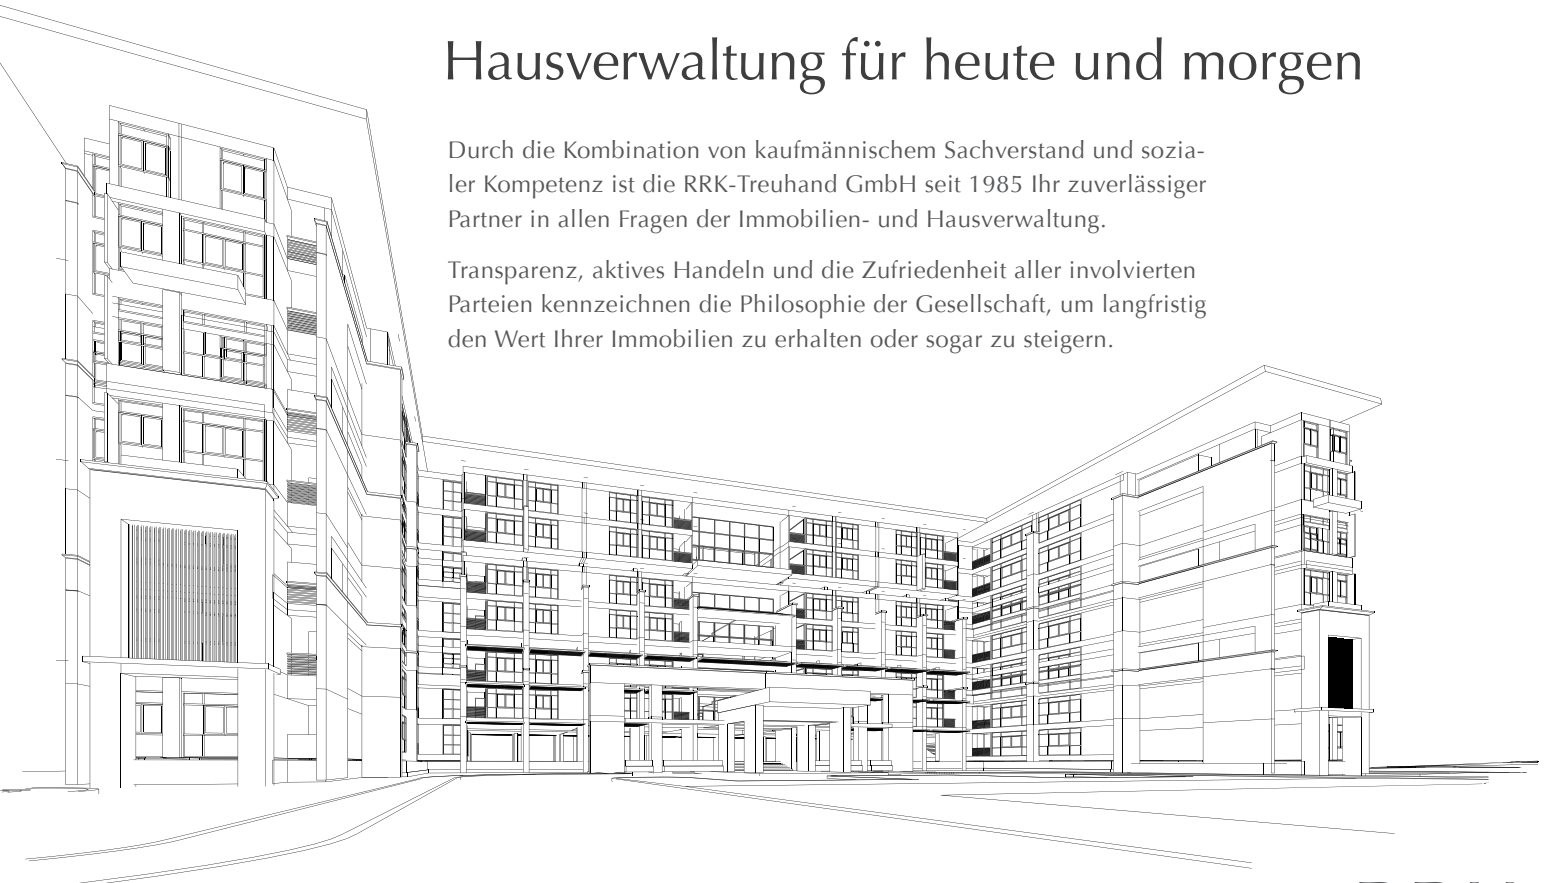 Hausverwaltung für heute und morgen
Durch die Kombination von kaufmännischem Sachverstand und sozia-
ler Kompetenz ist die RRK-Treuhand GmbH seit 1985 Ihr zuverlässiger
Partner in allen Fragen der Immobilien- und Hausverwaltung.
Transparenz, aktives Handeln und die Zufriedenheit aller involvierten
Parteien kennzeichnen die Philosophie der Gesellschaft, um langfristig
den Wert Ihrer Immobilien zu erhalten oder sogar zu steigern.